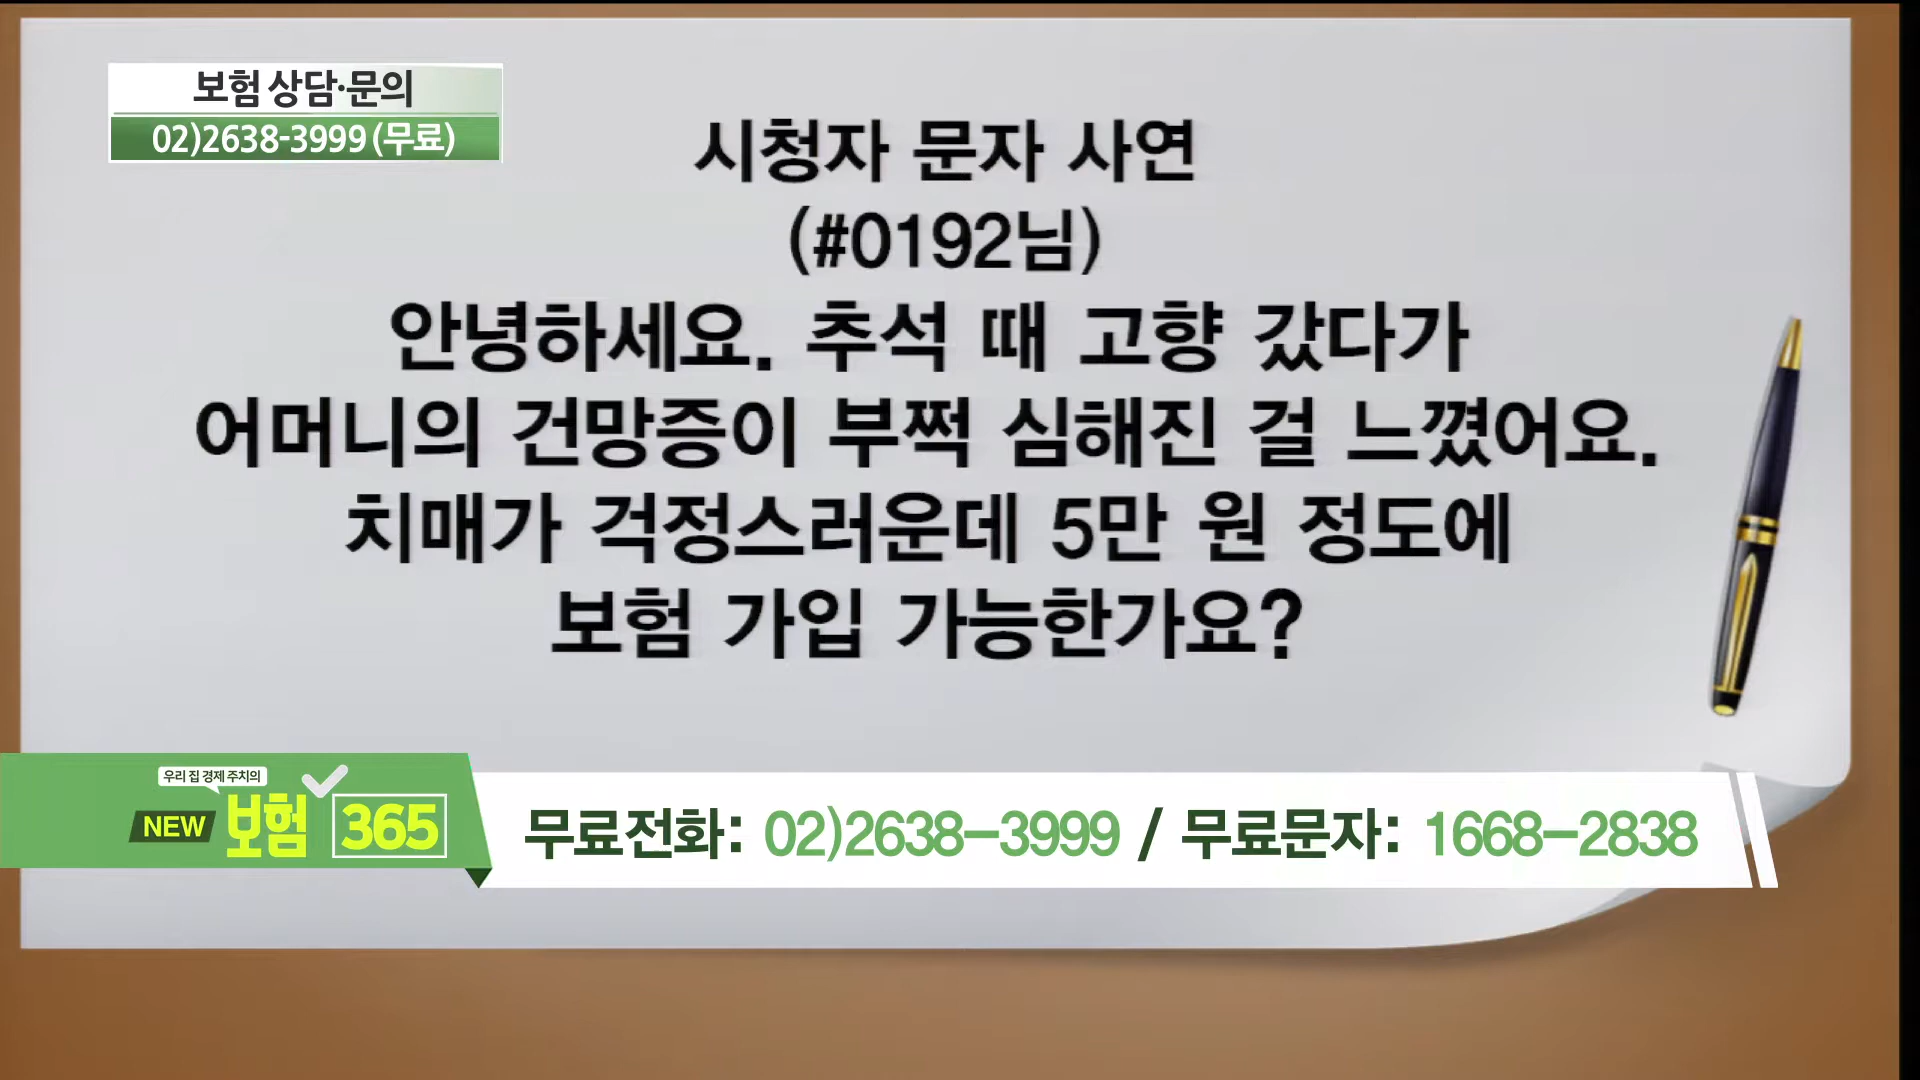 보험 상담·문의
02)2638-3999 (무료)
시청자 문자 사연
(#0192님)
안녕하세요. 추석 때 고향 갔다가
어머니의 건망증이 부쩍 심해진 걸 느꼈어요.
치매가 걱정스러운데 5만 원 정도에
보험 가입 가능한가요?
우리 집 경제 주치의
NEW 보험 365
무료전화: 02)2638-3999 / 무료문자: 1668-2838